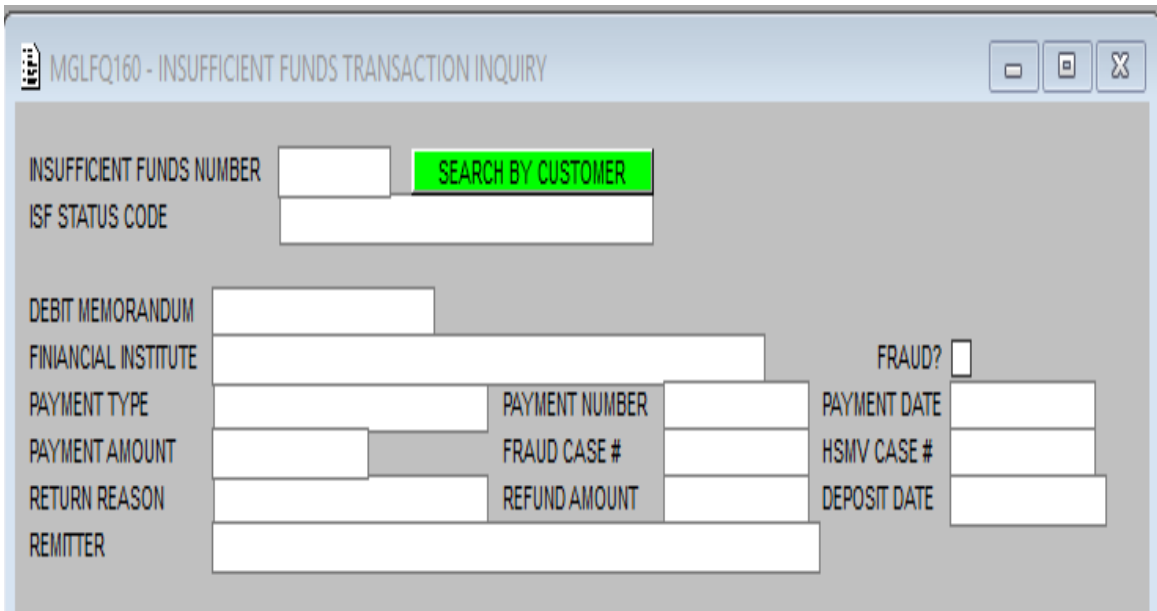 MGLFQ160 - INSUFFICIENT FUNDS TRANSACTION INQUIRY
INSUFFICIENT FUNDS NUMBER SEARCH BY CUSTOMER
ISF STATUS CODE
DEBIT MEMORANDUM
FINIANCIAL INSTITUTE FRAUD?
PAYMENT TYPE PAYMENT NUMBER PAYMENT DATE
PAYMENT AMOUNT FRAUD CASE # HSMV CASE #
RETURN REASON REFUND AMOUNT DEPOSIT DATE
REMITTER